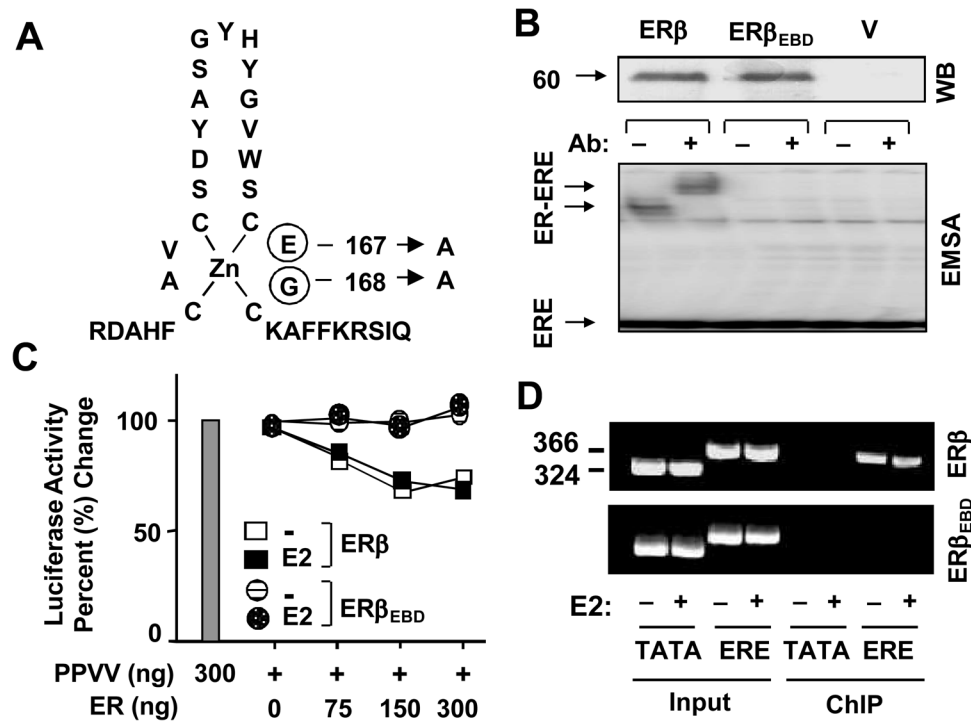 A
G Y H
S Y
A G
Y V
D W
S S
C C
V E – 167 A
Zn
A G – 168 A
C C
RDAHF KAFFKRSIQ
B
ERβ ERβEBD V
60
WB
Ab: – + – + – +
ER-ERE
ERE
EMSA
C
Luciferase Activity
Percent (%) Change
100
50
0
-
E2
ERβ
-
E2
ERβEBD
PPVV (ng) 300 + + + +
ER (ng) 0 75 150 300
D
366
324
ERβ
ERβEBD
E2: – + – + – + – +
TATA ERE TATA ERE
Input ChIP